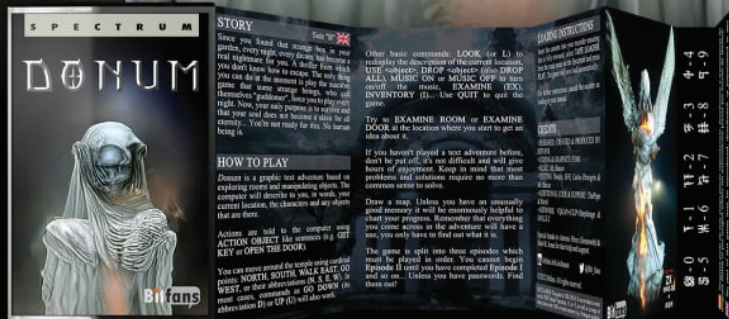 SPECTRUM
DONUM
Bitfans
STORY
Side "B"
Since you found that strange box in your
garden, every night, every dream, has become a
real nightmare for you. A thriller from which
you don't know how to escape. The only thing
you can do at the moment is play the macabre
game that some strange beings, who call
themselves "guddomer", force you to play every
night. Now, your only purpose is to survive and
that your soul does not become a slave for all
eternity... You're not ready for this. No human
being is.
HOW TO PLAY
Donum is a graphic text adventure based on
exploring rooms and manipulating objects. The
computer will describe to you, in words, your
current location, the characters and any objects
that are there.
Actions are told to the computer using
ACTION OBJECT like sentences (e.g. GET
KEY or OPEN THE DOOR).
You can move around the temple using cardinal
points: NORTH, SOUTH, WALK EAST, GO
WEST, or their abbreviations (N, S, E, W). In
most cases, commands as GO DOWN (its
abbreviation D) or UP (U) will also work.
Other basic commands: LOOK (or L) to
redisplay the description of the current location,
USE <object>, DROP <object> (also DROP
ALL), MUSIC ON or MUSIC OFF to turn
on/off the music, EXAMINE (EX),
INVENTORY (I)... Use QUIT to quit the
game.
Try to EXAMINE ROOM or EXAMINE
DOOR at the location where you start to get an
idea about it.
If you haven't played a text adventure before,
don't be put off, it's not difficult and will give
hours of enjoyment. Keep in mind that most
problems and solutions require no more than
common sense to solve.
Draw a map. Unless you have an unusually
good memory it will be enormously helpful to
chart your progress. Remember that everything
you come across in the adventure will have a
use, you only have to find out what it is.
The game is split into three episodes which
must be played in order. You cannot begin
Episode II until you have completed Episode I
and so on... Unless you have passwords. Find
them out!
LOADING INSTRUCTIONS
CREDITS
Bitfans
-0
-1
-2
-3
-4
-5
-6
-7
-8
-9